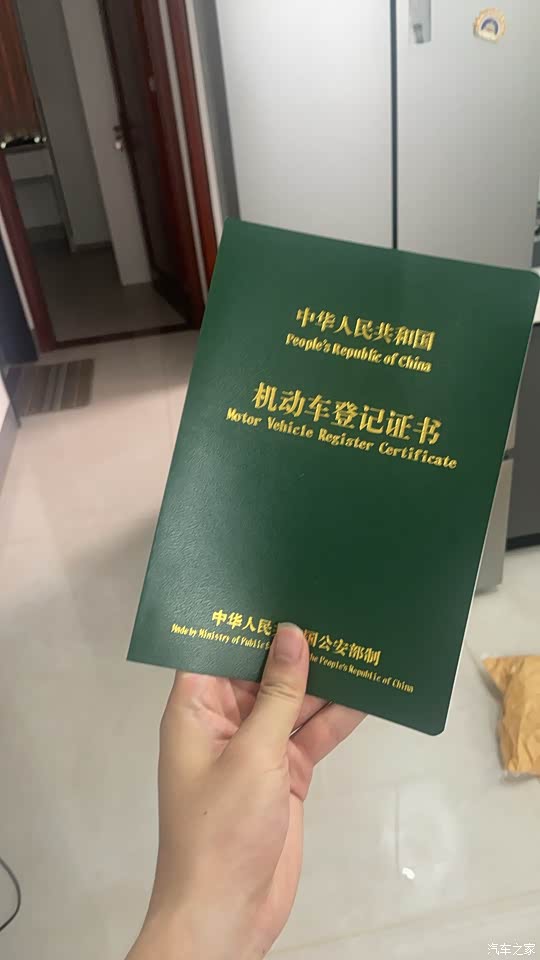 中华人民共和国
People's Republic of China
机动车登记证书
Motor Vehicle Register Certificate
中华人民 国公安部制
Made by Ministry of Public he People's Republic of China
汽车之家